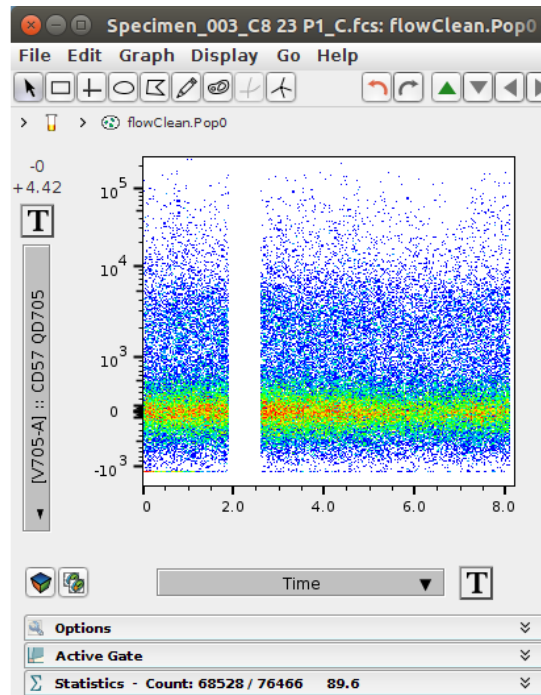 Specimen_003_C8 23 P1_C.fcs: flowClean.Pop0
File Edit Graph Display Go Help
T
> > flowClean.Pop0
-0
+4.42
T
[V705-A] :: CD57 QD705
10^5
10^4
10^3
0
-10^3
0 2.0 4.0 6.0 8.0
Time
T
Options
Active Gate
Σ Statistics - Count: 68528 / 76466 89.6